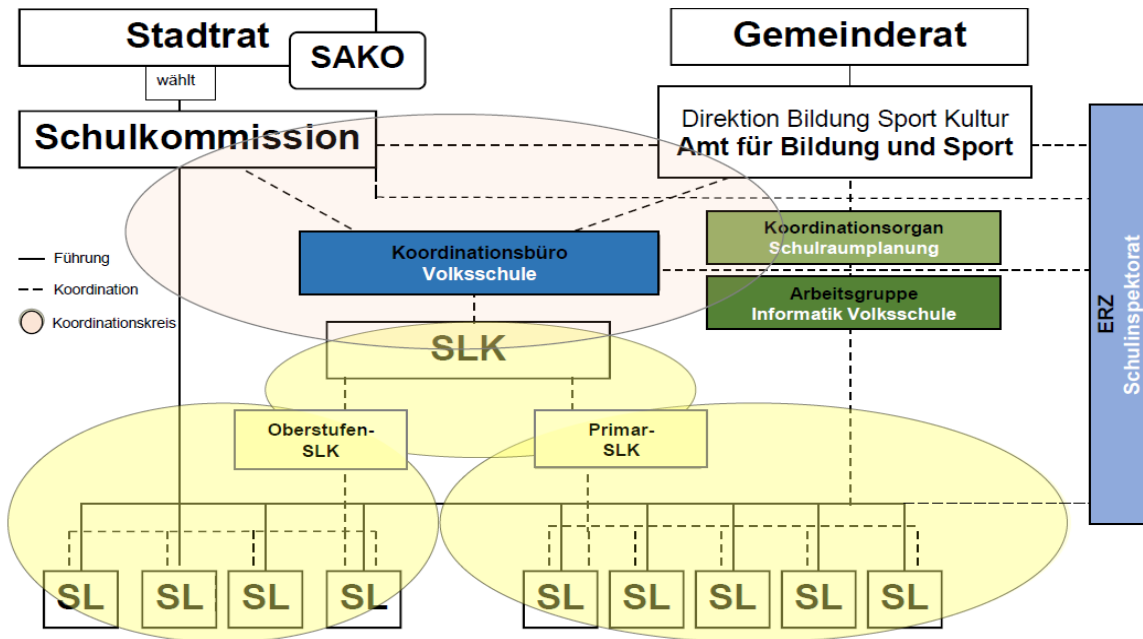 Stadtrat
SAKO
wählt
Gemeinderat
Schulkommission
Direktion Bildung Sport Kultur
Amt für Bildung und Sport
Koordinationsorgan
Schulraumplanung
Koordinationsbüro
Volksschule
Führung
Koordination
Koordinationskreis
Arbeitsgruppe
Informatik Volksschule
ERZ
Schulinspektorat
SLK
Oberstufen-
SLK
Primar-
SLK
SL
SL
SL
SL
SL
SL
SL
SL
SL